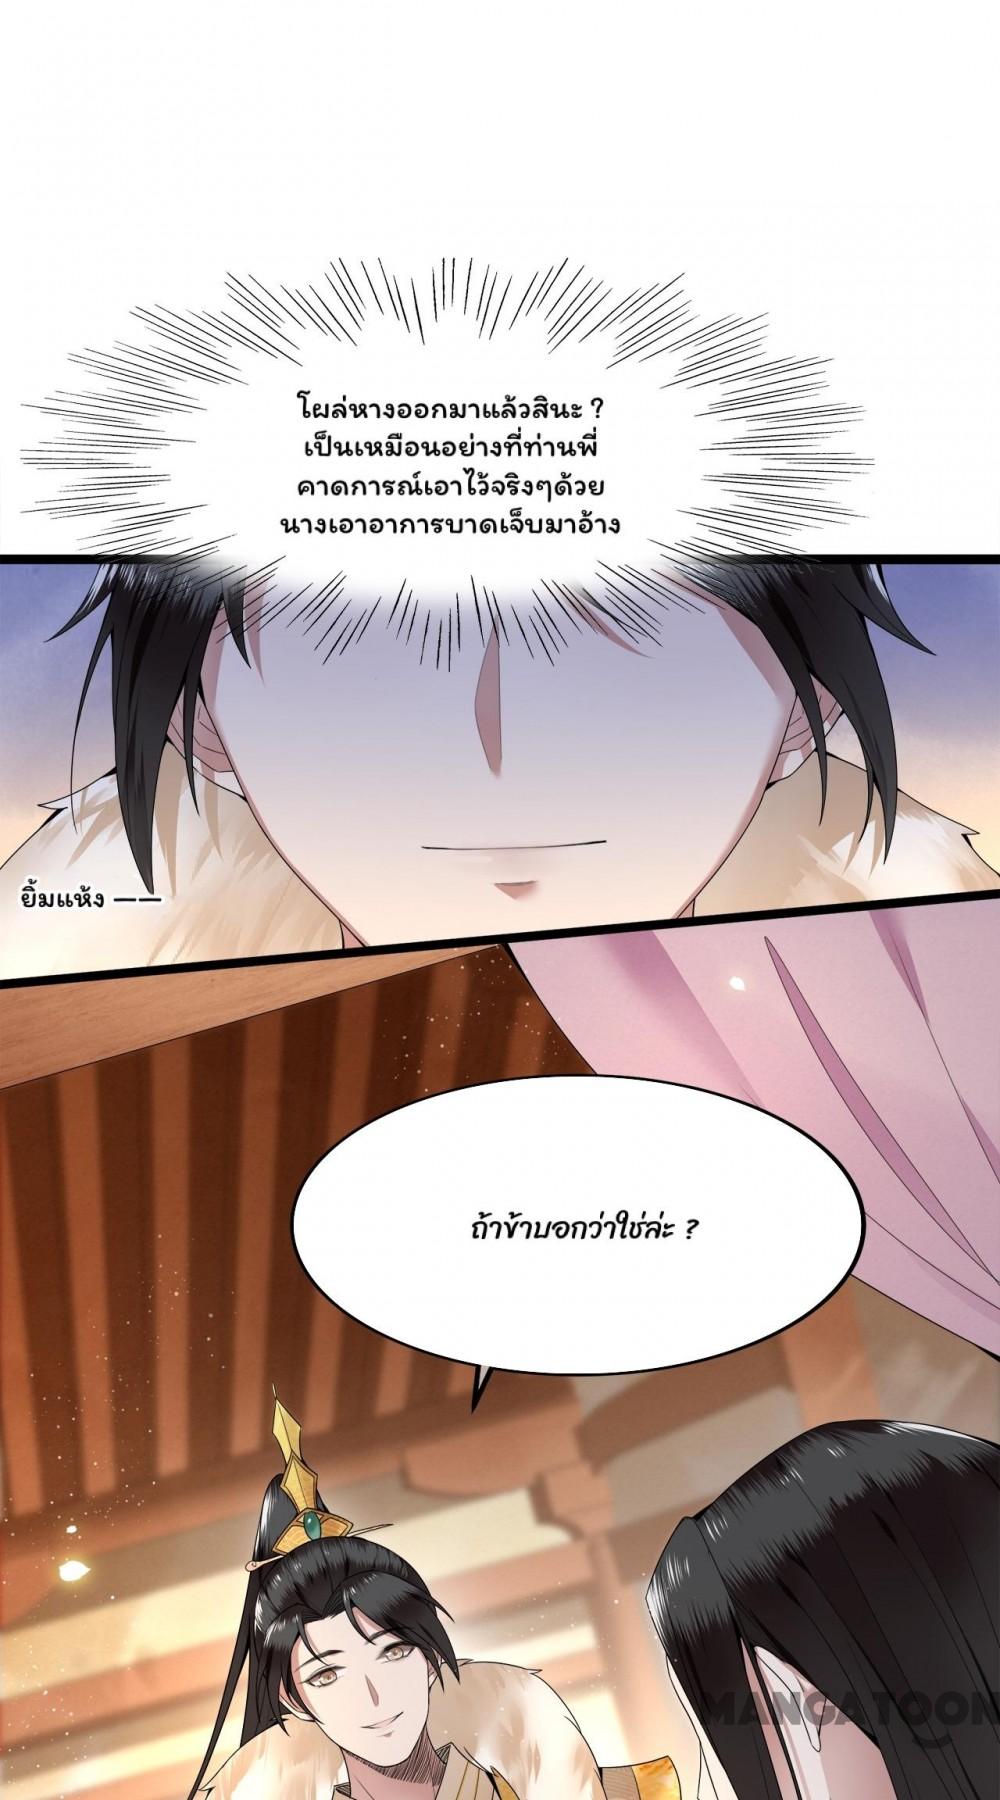 โผล่หางออกมาแล้วสินะ ?
เป็นเหมือนอย่างที่ท่านพี่
คาดการณ์เอาไว้จริงๆด้วย
นางเอาอาการบาดเจ็บมาอ้าง
ยิ้มแห้ง ——
ถ้าข้าบอกว่าใช่ล่ะ ?
MANGATOON